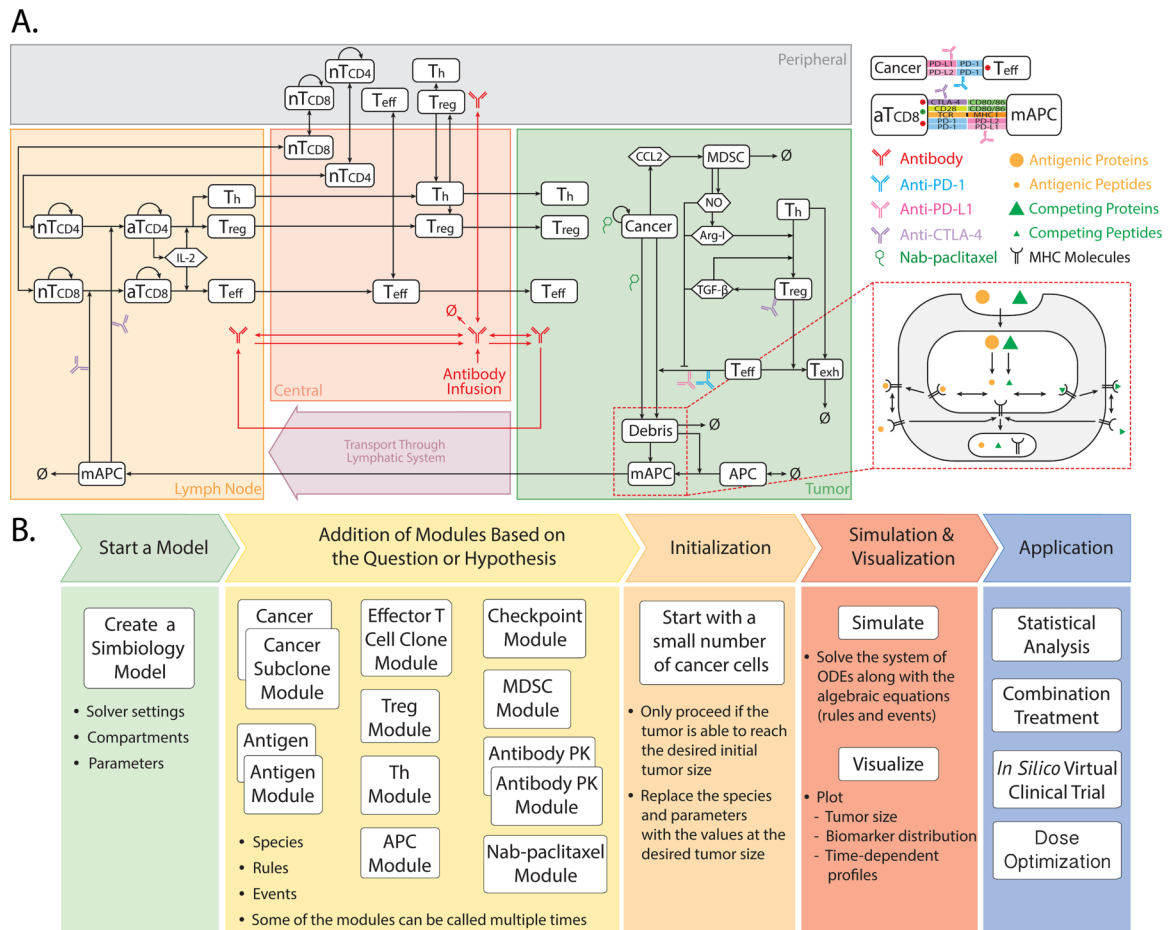 A.
Peripheral
nTCD4
nTCD8
Th
Treg
Teff
nTCD8
nTCD4
Th
Treg
Th
Treg
Th
Treg
nTCD4
aTCD4
IL-2
nTCD8
aTCD8
Teff
Teff
Teff
Ø
Antibody
Infusion
Central
Transport Through
Lymphatic System
Ø
mAPC
Lymph Node
CCL2
MDSC
Ø
NO
Cancer
Arg-I
Th
TGF-β
Treg
Teff
Texh
Ø
Debris
Ø
mAPC
APC
Ø
Tumor
Cancer
PD-L1
PD-1
PD-L2
PD-1
Teff
aTCD8
CTLA-4
CD80/86
CD28
CD80/86
TCR
MHC I
PD-1
PD-L2
PD-1
PD-L1
mAPC
Antibody
Anti-PD-1
Anti-PD-L1
Anti-CTLA-4
Nab-paclitaxel
Antigenic Proteins
Antigenic Peptides
Competing Proteins
Competing Peptides
MHC Molecules
B.
Start a Model
Create a
Simbiology
Model
• Solver settings
• Compartments
• Parameters
Addition of Modules Based on
the Question or Hypothesis
Cancer
Cancer
Subclone
Module
Antigen
Antigen
Module
Effector T
Cell Clone
Module
Treg
Module
Th
Module
APC
Module
Checkpoint
Module
MDSC
Module
Antibody PK
Antibody PK
Module
Nab-paclitaxel
Module
• Species
• Rules
• Events
• Some of the modules can be called multiple times
Initialization
Start with a
small number
of cancer cells
• Only proceed if the
tumor is able to reach
the desired initial
tumor size
• Replace the species
and parameters
with the values at the
desired tumor size
Simulation &
Visualization
Simulate
• Solve the system of
ODEs along with the
algebraic equations
(rules and events)
Visualize
• Plot
- Tumor size
- Biomarker distribution
- Time-dependent
profiles
Application
Statistical
Analysis
Combination
Treatment
In Silico Virtual
Clinical Trial
Dose
Optimization